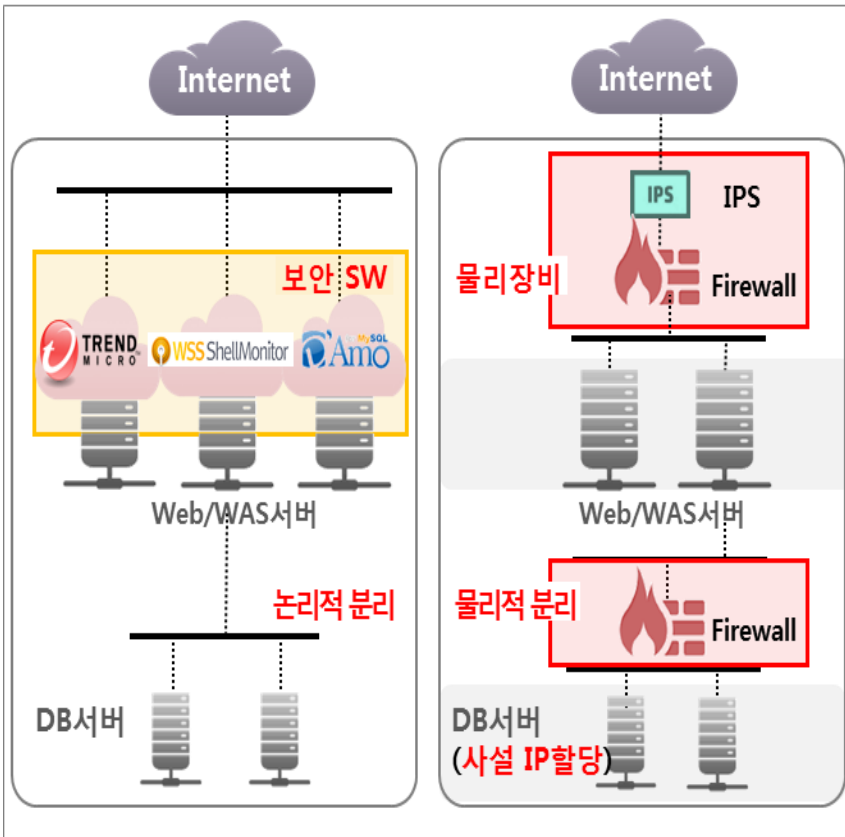 Internet
보안 SW
TREND
MICRO
WSS ShellMonitor
MySQL
D'Amo
Web/WAS서버
논리적 분리
DB서버
Internet
IPS
IPS
물리장비
Firewall
Web/WAS서버
물리적 분리
Firewall
DB서버
(사설 IP할당)